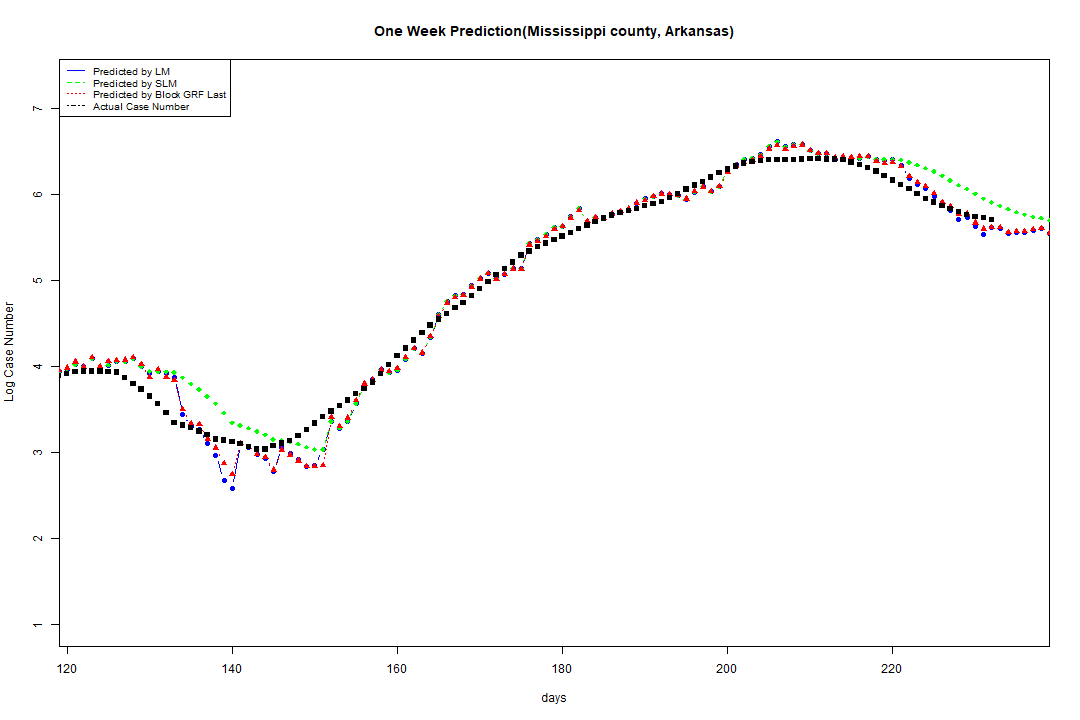 One Week Prediction(Mississippi county, Arkansas)
Predicted by LM
Predicted by SLM
Predicted by Block GRF Last
Actual Case Number
7
6
5
4
3
2
1
Log Case Number
120 140 160 180 200 220
days